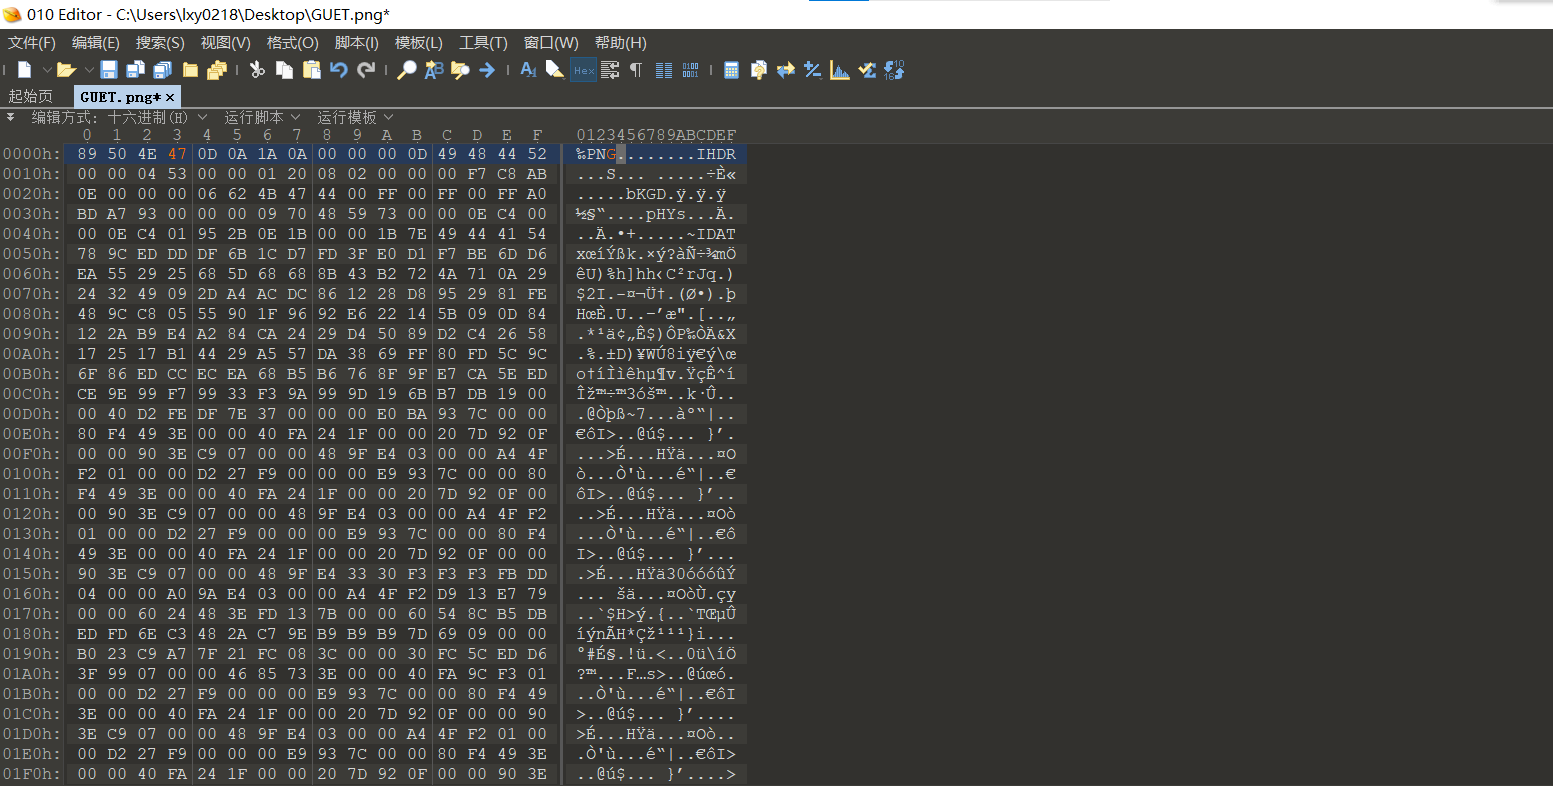 010 Editor - C:\Users\lxy0218\Desktop\GUET.png*
文件(F) 编辑(E) 搜索(S) 视图(V) 格式(O) 脚本(I) 模板(L) 工具(T) 窗口(W) 帮助(H)
起始页 GUET.png* ×
编辑方式: 十六进制(H) 运行脚本 运行模板
0 1 2 3 4 5 6 7 8 9 A B C D E F 0123456789ABCDEF
0000h: 89 50 4E 47 0D 0A 1A 0A 00 00 00 0D 49 48 44 52 ‰PNG........IHDR
0010h: 00 00 04 53 00 00 01 20 08 02 00 00 00 F7 C8 AB ...S... .....÷È«
0020h: 0E 00 00 00 06 62 4B 47 44 00 FF 00 FF 00 FF A0 .....bKGD.ÿ.ÿ.ÿ
0030h: BD A7 93 00 00 00 09 70 48 59 73 00 00 0E C4 00 ½§“....pHYs...Ä.
0040h: 00 0E C4 01 95 2B 0E 1B 00 00 1B 7E 49 44 41 54 ..Ä.•+.....~IDAT
0050h: 78 9C ED DD DF 6B 1C D7 FD 3F E0 D1 F7 BE 6D D6 xœíÝßk.×ý?àÑ÷¾mÖ
0060h: EA 55 29 25 68 5D 68 68 8B 43 B2 72 4A 71 0A 29 êU)%h]hh‹C²rJq.)
0070h: 24 32 49 09 2D A4 AC DC 86 12 28 D8 95 29 81 FE $2I.-¤¬Ü†.(Ø•).þ
0080h: 48 9C C8 05 55 90 1F 96 92 E6 22 14 5B 09 0D 84 HœÈ.U..–’æ".[..„
0090h: 12 2A B9 E4 A2 84 CA 24 29 D4 50 89 D2 C4 26 58 .*¹ä¢„Ê$)ÔP‰ÒÄ&X
00A0h: 17 25 17 B1 44 29 A5 57 DA 38 69 FF 80 FD 5C 9C .%.±D)¥WÚ8iÿ€ý\œ
00B0h: 6F 86 ED CC EC EA 68 B5 B6 76 8F 9F E7 CA 5E ED o†íÌìêhµ¶v.ŸçÊ^í
00C0h: CE 9E 99 F7 99 33 F3 9A 99 9D 19 6B B7 DB 19 00 Îž™÷™3óš™..k·Û..
00D0h: 00 40 D2 FE DF 7E 37 00 00 00 E0 BA 93 7C 00 00 .@Òþß~7...àº“|..
00E0h: 80 F4 49 3E 00 00 40 FA 24 1F 00 00 20 7D 92 0F €ôI>..@ú$... }’.
00F0h: 00 00 90 3E C9 07 00 00 48 9F E4 03 00 00 A4 4F ...>É...HŸä...¤O
0100h: F2 01 00 00 D2 27 F9 00 00 00 E9 93 7C 00 00 80 ò...Ò'ù...é“|..€
0110h: F4 49 3E 00 00 40 FA 24 1F 00 00 20 7D 92 0F 00 ôI>..@ú$... }’..
0120h: 00 90 3E C9 07 00 00 48 9F E4 03 00 00 A4 4F F2 ..>É...HŸä...¤Oò
0130h: 01 00 00 D2 27 F9 00 00 00 E9 93 7C 00 00 80 F4 ...Ò'ù...é“|..€ô
0140h: 49 3E 00 00 40 FA 24 1F 00 00 20 7D 92 0F 00 00 I>..@ú$... }’...
0150h: 90 3E C9 07 00 00 48 9F E4 33 30 F3 F3 F3 FB DD .>É...HŸä30óóóûÝ
0160h: 04 00 00 A0 9A E4 03 00 00 A4 4F F2 D9 13 E7 79 ... šä...¤OòÙ.çy
0170h: 00 00 60 24 48 3E FD 13 7B 00 00 60 54 8C B5 DB ..`$H>ý.{..`TŒµÛ
0180h: ED FD 6E C3 48 2A C7 9E B9 B9 B9 7D 69 09 00 00 íýnÃH*Çž¹¹¹}i...
0190h: B0 23 C9 A7 7F 21 FC 08 3C 00 00 30 FC 5C ED D6 °#É§.!ü.<..0ü\íÖ
01A0h: 3F 99 07 00 00 46 85 73 3E 00 00 40 FA 9C F3 01 ?™...F…s>..@úœó.
01B0h: 00 00 D2 27 F9 00 00 00 E9 93 7C 00 00 80 F4 49 ..Ò'ù...é“|..€ôI
01C0h: 3E 00 00 40 FA 24 1F 00 00 20 7D 92 0F 00 00 90 >..@ú$... }’....
01D0h: 3E C9 07 00 00 48 9F E4 03 00 00 A4 4F F2 01 00 >É...HŸä...¤Oò..
01E0h: 00 D2 27 F9 00 00 00 E9 93 7C 00 00 80 F4 49 3E .Ò'ù...é“|..€ôI>
01F0h: 00 00 40 FA 24 1F 00 00 20 7D 92 0F 00 00 90 3E ..@ú$... }’....>